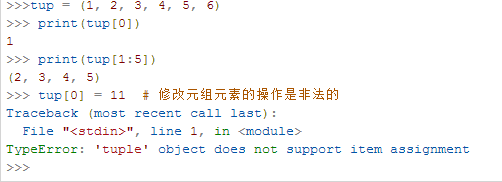 >>>tup = (1, 2, 3, 4, 5, 6)
>>> print(tup[0])
1
>>> print(tup[1:5])
(2, 3, 4, 5)
>>> tup[0] = 11  # 修改元组元素的操作是非法的
Traceback (most recent call last):
  File "<stdin>", line 1, in <module>
TypeError: 'tuple' object does not support item assignment
>>>